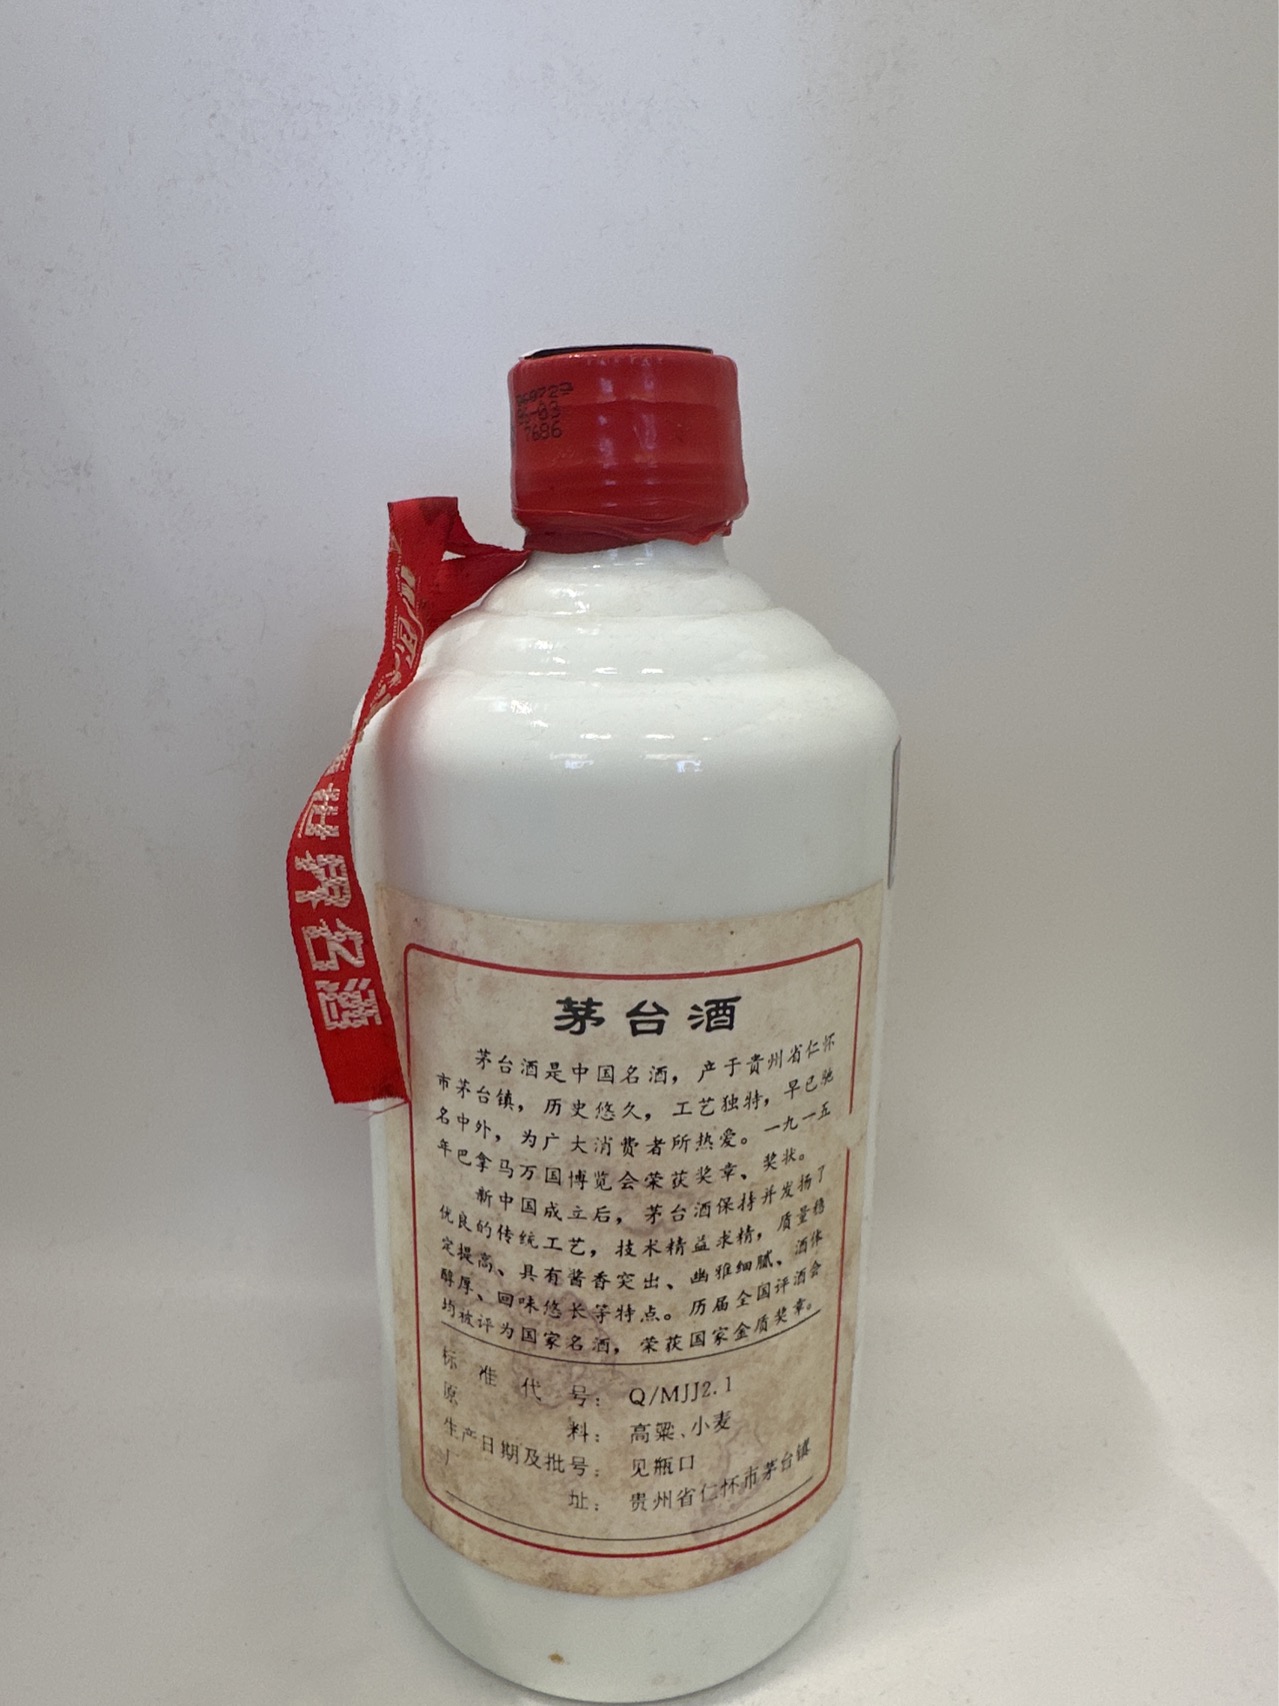 7686
世界名酒
茅台酒
茅台酒是中国名酒，产于贵州省仁怀
市茅台镇，历史悠久，工艺独特，早已驰
名中外，为广大消费者所热爱。一九一五
年巴拿马万国博览会荣获奖章、奖状。
新中国成立后，茅台酒保持并发扬了
优良的传统工艺，技术精益求精，质量稳
定提高、具有酱香突出、幽雅细腻、酒体
醇厚、回味悠长等特点。历届全国评酒会
均被评为国家名酒，荣获国家金质奖章。
标准代号：Q/MJJ2.1
原料：高粱、小麦
生产日期及批号：见瓶口
厂址：贵州省仁怀市茅台镇